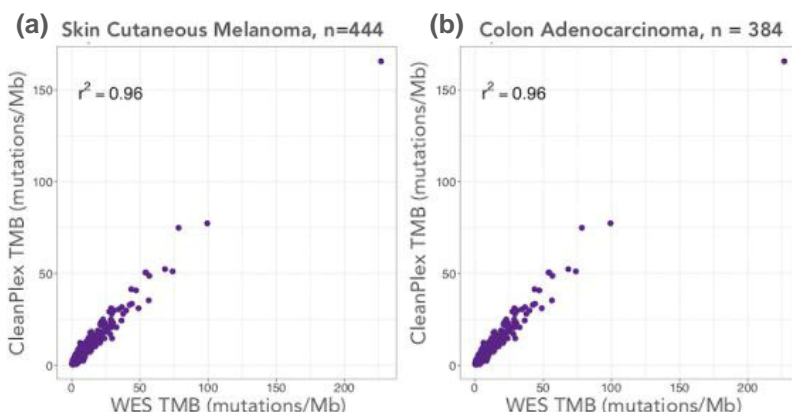 (a) Skin Cutaneous Melanoma, n=444
CleanPlex TMB (mutations/Mb)
r² = 0.96
150
100
50
0
0 50 100 150 200
WES TMB (mutations/Mb)
(b) Colon Adenocarcinoma, n = 384
CleanPlex TMB (mutations/Mb)
r² = 0.96
150
100
50
0
0 50 100 150 200
WES TMB (mutations/Mb)